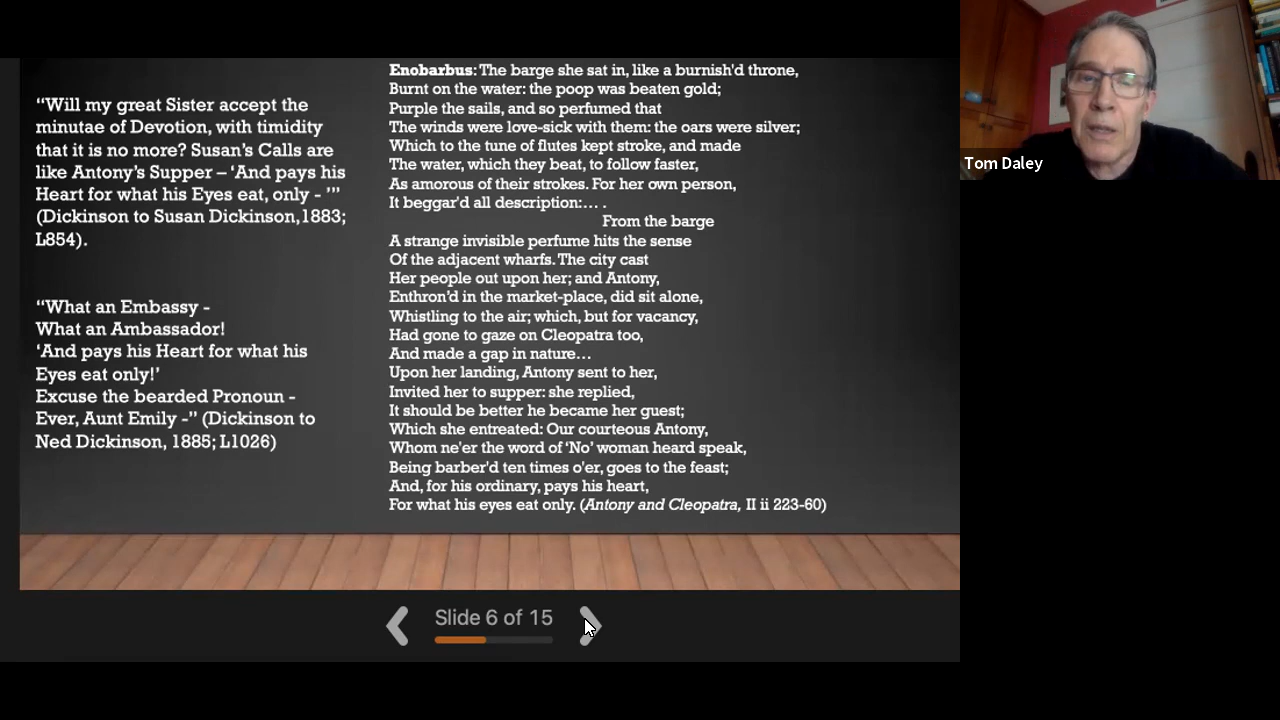 “Will my great Sister accept the
minutae of Devotion, with timidity
that it is no more? Susan’s Calls are
like Antony’s Supper – ‘And pays his
Heart for what his Eyes eat, only - ’”
(Dickinson to Susan Dickinson,1883;
L854).
“What an Embassy -
What an Ambassador!
‘And pays his Heart for what his
Eyes eat only!’
Excuse the bearded Pronoun -
Ever, Aunt Emily -” (Dickinson to
Ned Dickinson, 1885; L1026)
Enobarbus: The barge she sat in, like a burnish'd throne,
Burnt on the water: the poop was beaten gold;
Purple the sails, and so perfumed that
The winds were love-sick with them: the oars were silver;
Which to the tune of flutes kept stroke, and made
The water, which they beat, to follow faster,
As amorous of their strokes. For her own person,
It beggar'd all description:… .
From the barge
A strange invisible perfume hits the sense
Of the adjacent wharfs. The city cast
Her people out upon her; and Antony,
Enthron'd in the market-place, did sit alone,
Whistling to the air; which, but for vacancy,
Had gone to gaze on Cleopatra too,
And made a gap in nature…
Upon her landing, Antony sent to her,
Invited her to supper: she replied,
It should be better he became her guest;
Which she entreated: Our courteous Antony,
Whom ne'er the word of ‘No’ woman heard speak,
Being barber'd ten times o'er, goes to the feast;
And, for his ordinary, pays his heart,
For what his eyes eat only. (Antony and Cleopatra, II ii 223-60)
Slide 6 of 15
Tom Daley